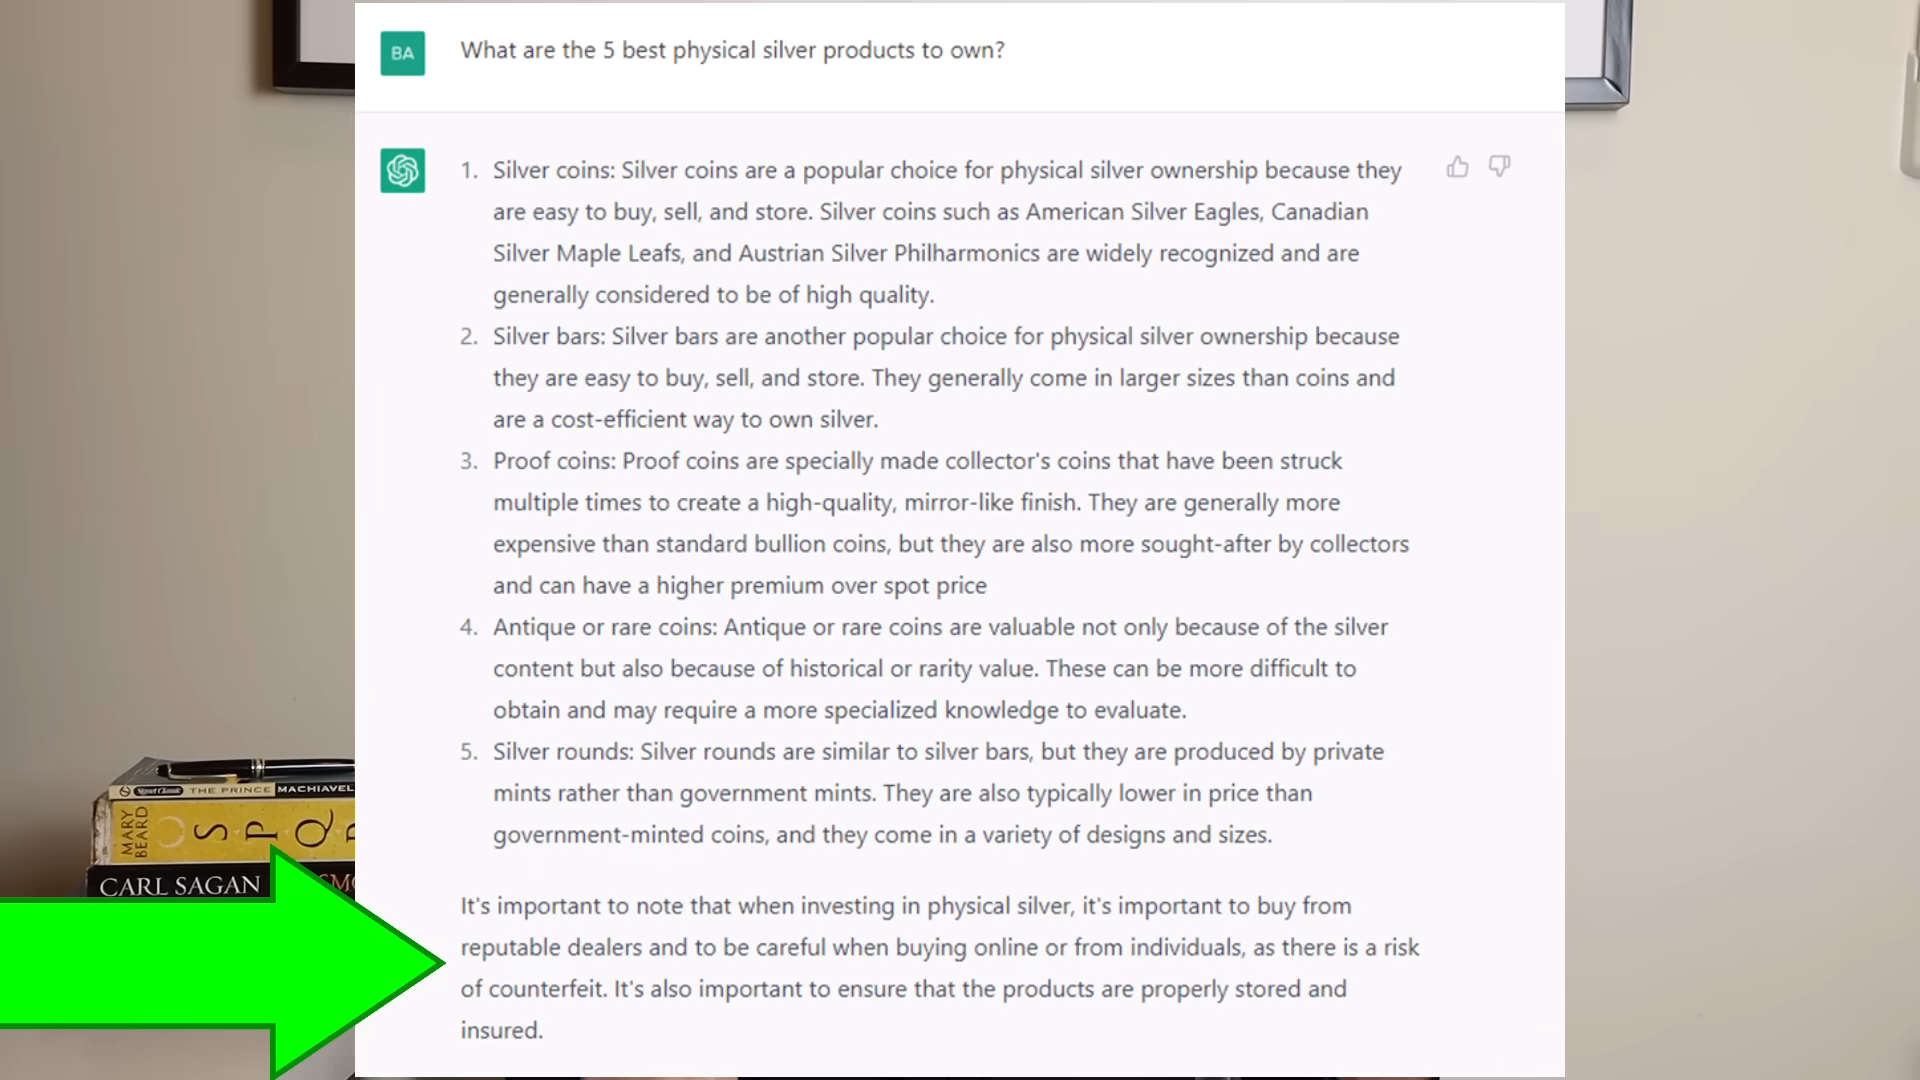 BA
What are the 5 best physical silver products to own?
1. Silver coins: Silver coins are a popular choice for physical silver ownership because they
are easy to buy, sell, and store. Silver coins such as American Silver Eagles, Canadian
Silver Maple Leafs, and Austrian Silver Philharmonics are widely recognized and are
generally considered to be of high quality.
2. Silver bars: Silver bars are another popular choice for physical silver ownership because
they are easy to buy, sell, and store. They generally come in larger sizes than coins and
are a cost-efficient way to own silver.
3. Proof coins: Proof coins are specially made collector's coins that have been struck
multiple times to create a high-quality, mirror-like finish. They are generally more
expensive than standard bullion coins, but they are also more sought-after by collectors
and can have a higher premium over spot price
4. Antique or rare coins: Antique or rare coins are valuable not only because of the silver
content but also because of historical or rarity value. These can be more difficult to
obtain and may require a more specialized knowledge to evaluate.
5. Silver rounds: Silver rounds are similar to silver bars, but they are produced by private
mints rather than government mints. They are also typically lower in price than
government-minted coins, and they come in a variety of designs and sizes.
It's important to note that when investing in physical silver, it's important to buy from
reputable dealers and to be careful when buying online or from individuals, as there is a risk
of counterfeit. It's also important to ensure that the products are properly stored and
insured.
Signet Classic THE PRINCE MACHIAVEL
MARY
BEARD
SPQ
CARL SAGAN